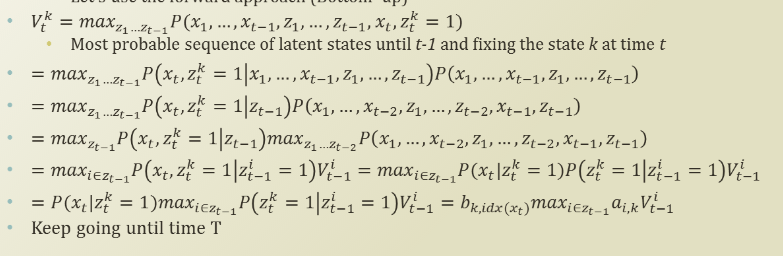 Let's use the forward approach (Bottom-up)
• V_t^k = max_{z_1…z_{t−1}} P(x_1, …, x_{t−1}, z_1, …, z_{t−1}, x_t, z_t^k = 1)
• Most probable sequence of latent states until t-1 and fixing the state k at time t
• = max_{z_1…z_{t−1}} P(x_t, z_t^k = 1|x_1, …, x_{t−1}, z_1, …, z_{t−1})P(x_1, …, x_{t−1}, z_1, …, z_{t−1})
• = max_{z_1…z_{t−1}} P(x_t, z_t^k = 1|z_{t−1})P(x_1, …, x_{t−2}, z_1, …, z_{t−2}, x_{t−1}, z_{t−1})
• = max_{z_{t−1}} P(x_t, z_t^k = 1|z_{t−1})max_{z_1…z_{t−2}} P(x_1, …, x_{t−2}, z_1, …, z_{t−2}, x_{t−1}, z_{t−1})
• = max_{i∈z_{t−1}} P(x_t, z_t^k = 1|z_{t−1}^i = 1)V_{t−1}^i = max_{i∈z_{t−1}} P(x_t|z_t^k = 1)P(z_t^k = 1|z_{t−1}^i = 1)V_{t−1}^i
• = P(x_t|z_t^k = 1)max_{i∈z_{t−1}} P(z_t^k = 1|z_{t−1}^i = 1)V_{t−1}^i = b_{k,idx(x_t)} max_{i∈z_{t−1}} a_{i,k} V_{t−1}^i
• Keep going until time T